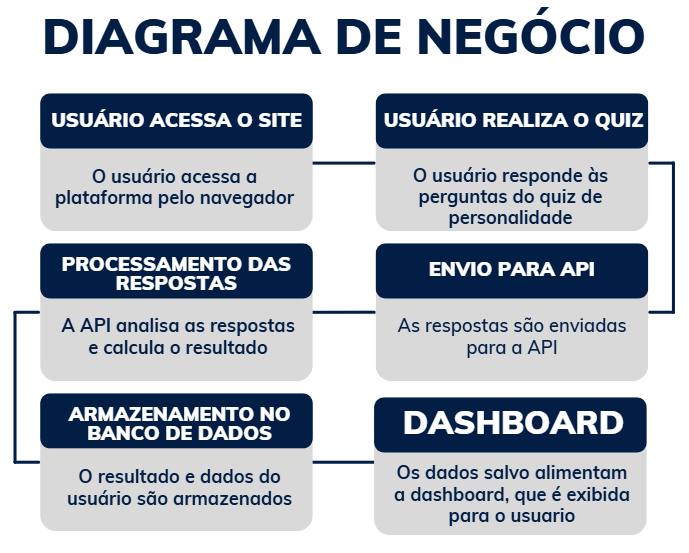 DIAGRAMA DE NEGÓCIO
USUÁRIO ACESSA O SITE
O usuário acessa a
plataforma pelo navegador
USUÁRIO REALIZA O QUIZ
O usuário responde às
perguntas do quiz de
personalidade
ENVIO PARA API
As respostas são enviadas
para a API
PROCESSAMENTO DAS
RESPOSTAS
A API analisa as respostas
e calcula o resultado
ARMAZENAMENTO NO
BANCO DE DADOS
O resultado e dados do
usuário são armazenados
DASHBOARD
Os dados salvo alimentam
a dashboard, que é exibida
para o usuario